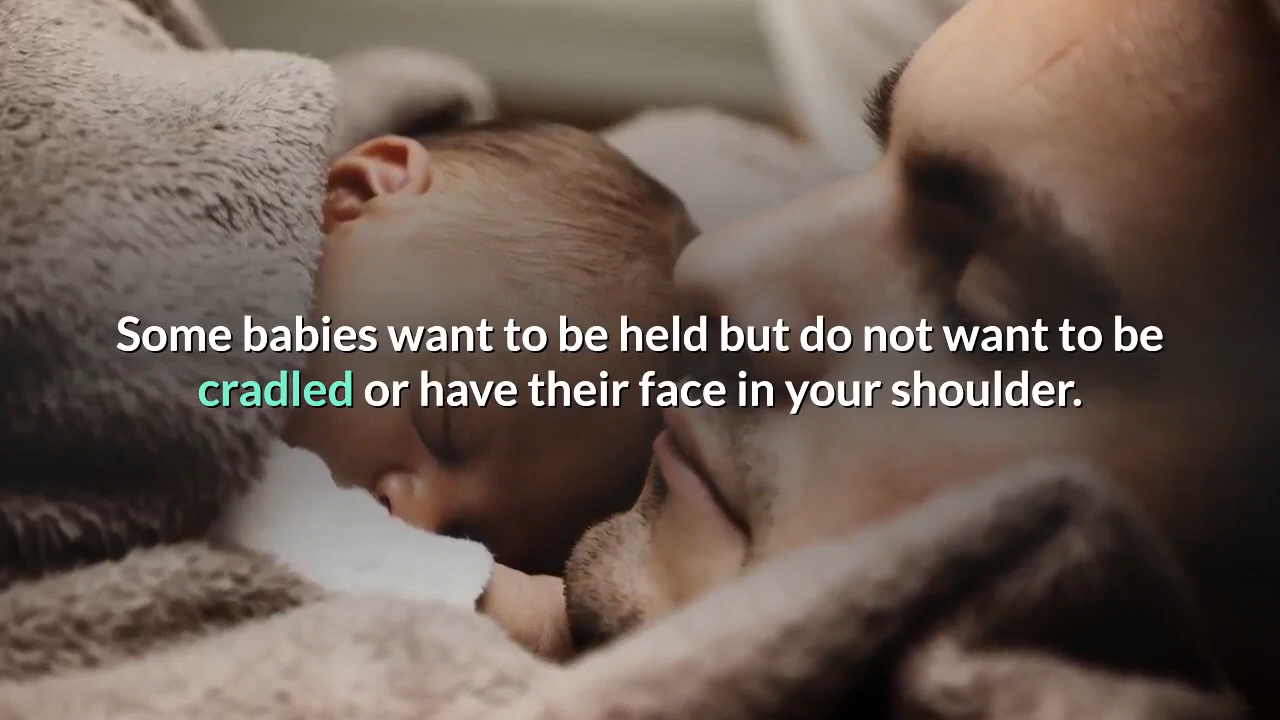 Some babies want to be held but do not want to be
cradled or have their face in your shoulder.